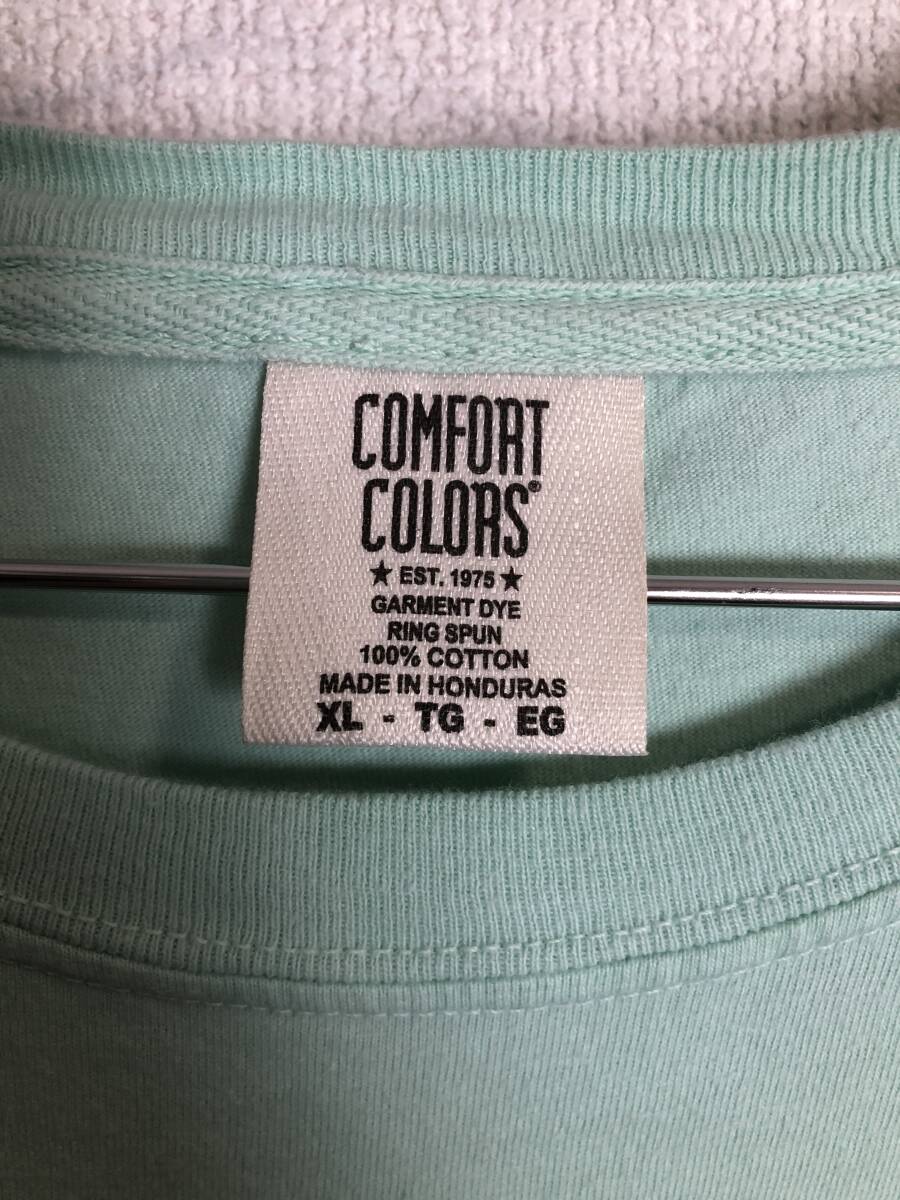 COMFORT
COLORS®
★ EST. 1975 ★
GARMENT DYE
RING SPUN
100% COTTON
MADE IN HONDURAS
XL - TG - EG